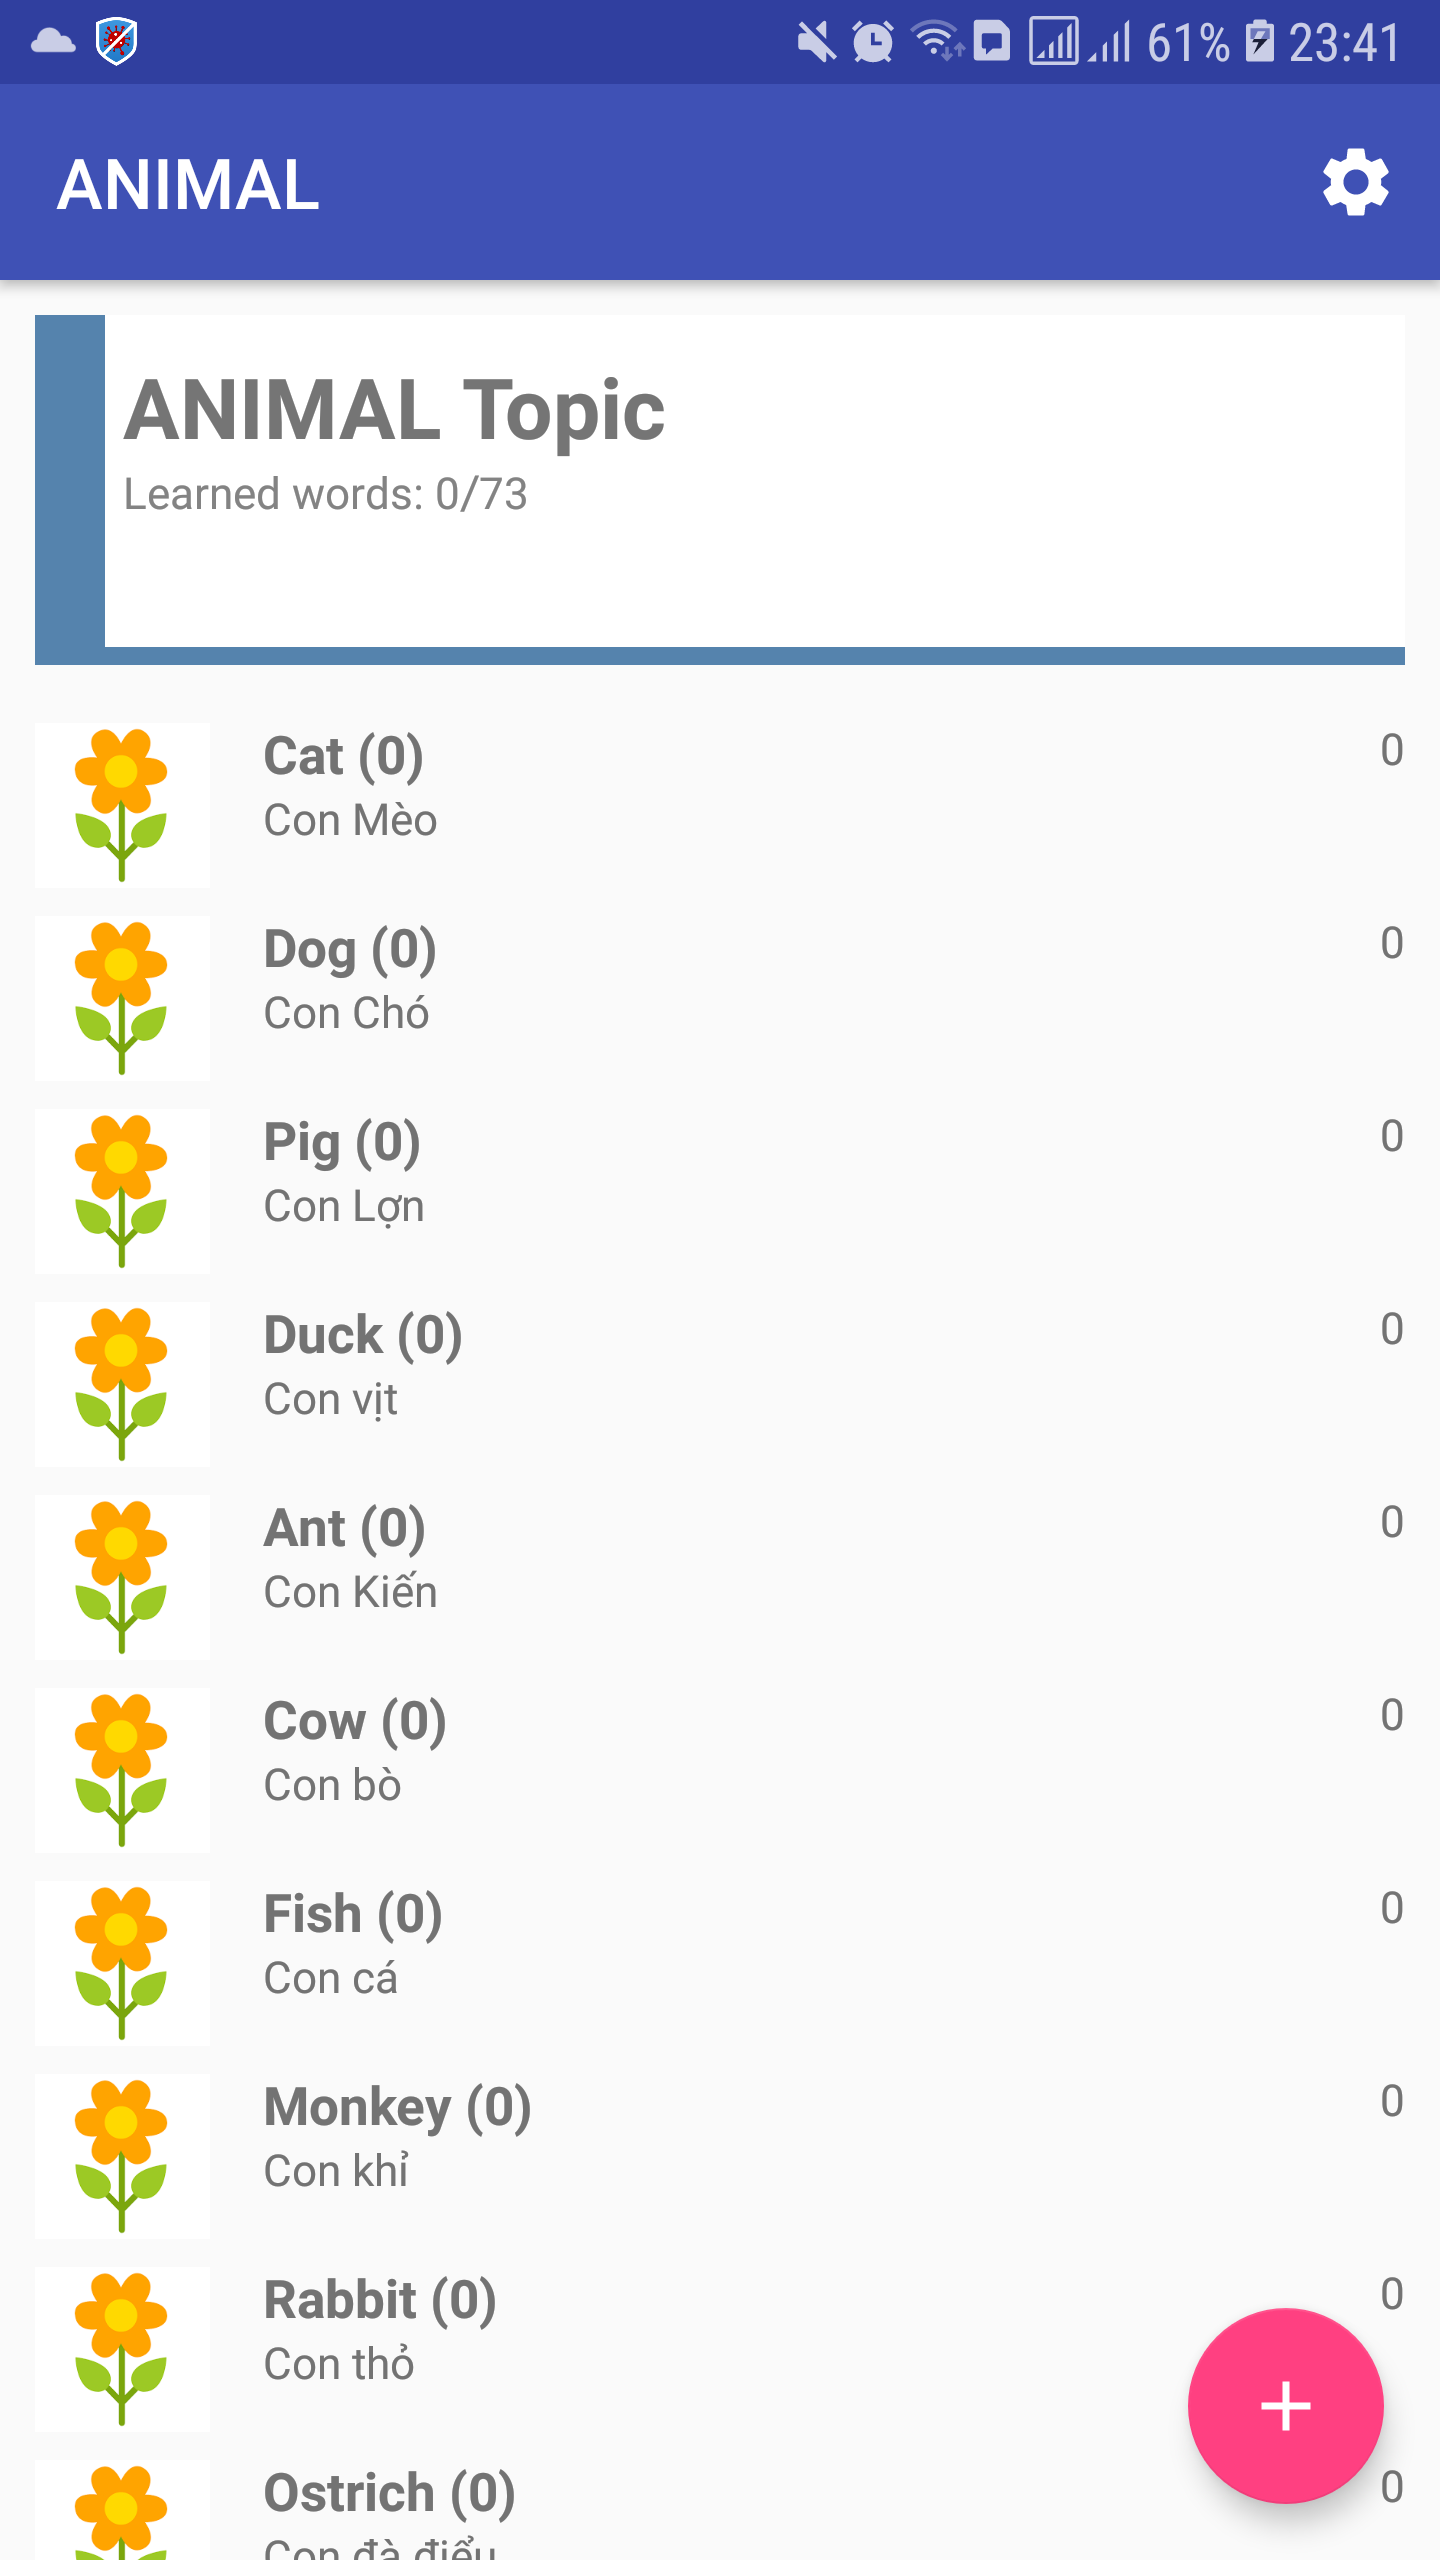 61% 23:41
ANIMAL
ANIMAL Topic
Learned words: 0/73
Cat (0) 0
Con Mèo
Dog (0) 0
Con Chó
Pig (0) 0
Con Lợn
Duck (0) 0
Con vịt
Ant (0) 0
Con Kiến
Cow (0) 0
Con bò
Fish (0) 0
Con cá
Monkey (0) 0
Con khỉ
Rabbit (0) 0
Con thỏ
Ostrich (0) 0
Con đà điểu